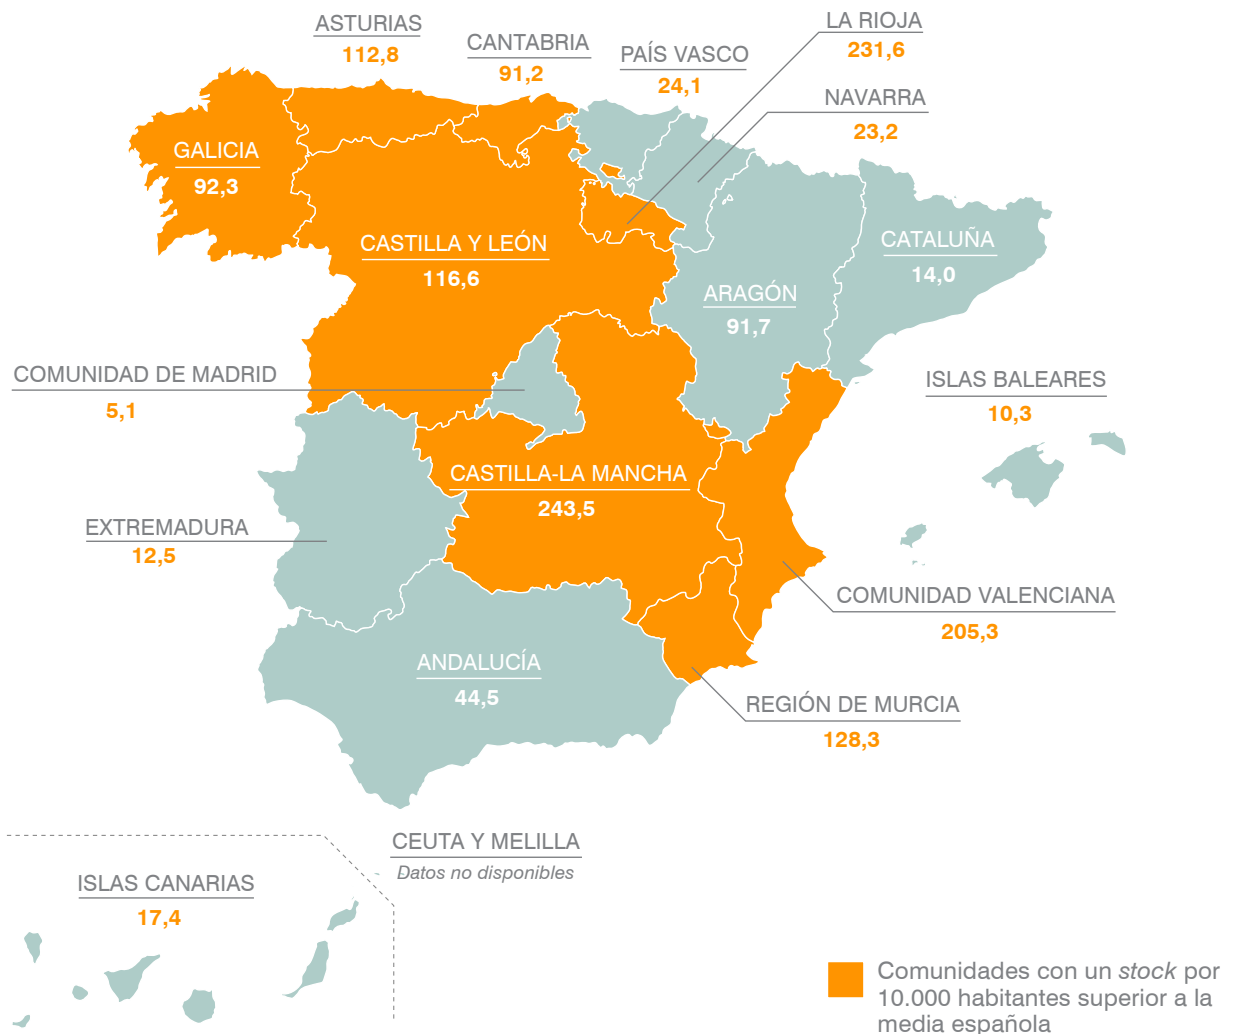 ASTURIAS
112,8
CANTABRIA
91,2
PAÍS VASCO
24,1
LA RIOJA
231,6
NAVARRA
23,2
GALICIA
92,3
CASTILLA Y LEÓN
116,6
ARAGÓN
91,7
CATALUÑA
14,0
COMUNIDAD DE MADRID
5,1
ISLAS BALEARES
10,3
CASTILLA-LA MANCHA
243,5
EXTREMADURA
12,5
COMUNIDAD VALENCIANA
205,3
ANDALUCÍA
44,5
REGIÓN DE MURCIA
128,3
CEUTA Y MELILLA
Datos no disponibles
ISLAS CANARIAS
17,4
Comunidades con un stock por
10.000 habitantes superior a la
media española